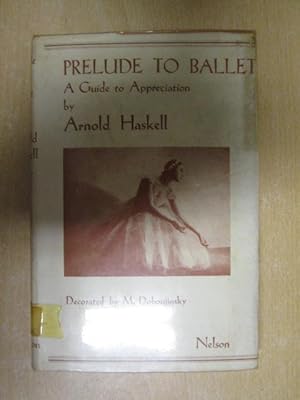 PRELUDE TO BALLET
A Guide to Appreciation
by
Arnold Haskell
Decorated by M. Doboujinsky
Nelson